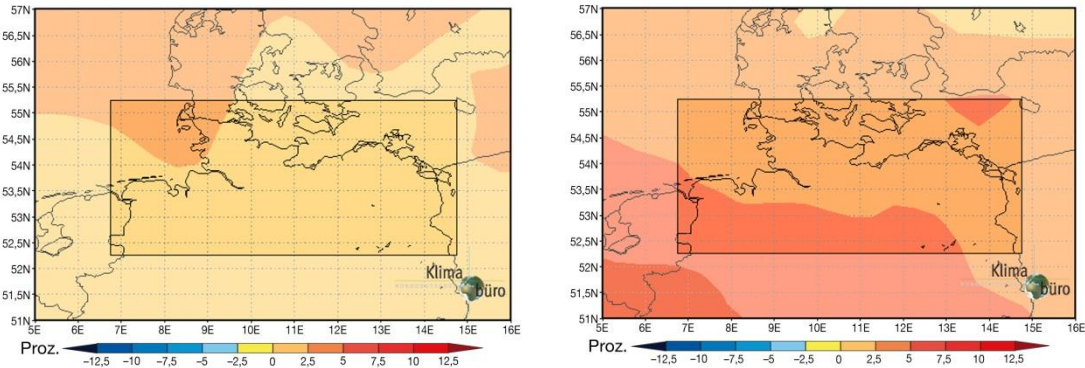 57N
56,5N
56N
55,5N
55N
54,5N
54N
53,5N
53N
52,5N
52N
51,5N
51N
5E 6E 7E 8E 9E 10E 11E 12E 13E 14E 15E 16E
Klima
büro
Proz.
−12,5 −10 −7,5 −5 −2,5 0 2,5 5 7,5 10 12,5
57N
56,5N
56N
55,5N
55N
54,5N
54N
53,5N
53N
52,5N
52N
51,5N
51N
5E 6E 7E 8E 9E 10E 11E 12E 13E 14E 15E 16E
Klima
büro
Proz.
−12,5 −10 −7,5 −5 −2,5 0 2,5 5 7,5 10 12,5